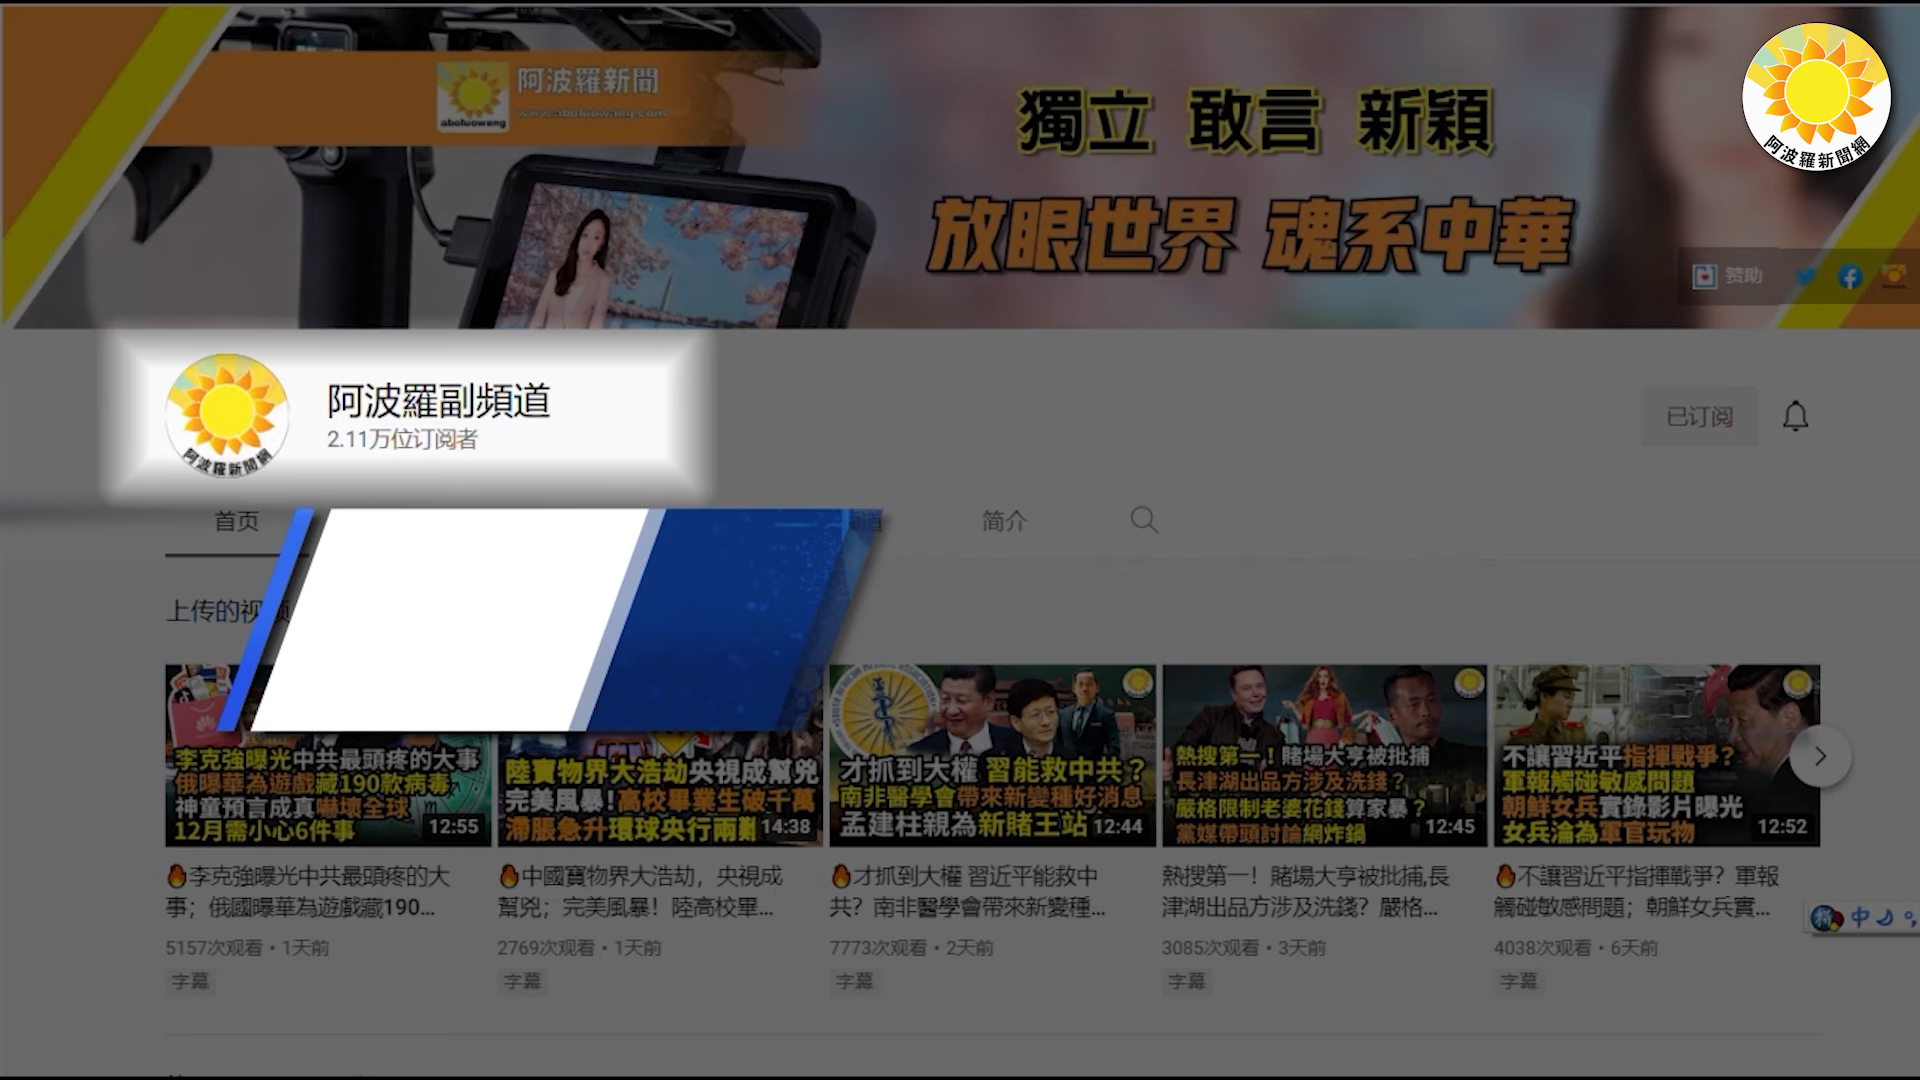 阿波羅新聞
www.aboluowang.com
aboluowang
獨立 敢言 新穎
放眼世界 魂系中華
阿波羅新聞網
赞助
阿波羅副頻道
2.11万位订阅者
阿波羅新聞網
已订阅
首页
道
简介
上传的视频
李克強曝光中共最頭疼的大事
俄曝華為遊戲藏190款病毒
神童預言成真嚇壞全球
12月需小心6件事
12:55
陸寶物界大浩劫央視成幫兇
完美風暴!高校畢業生破千萬
滯脹急升環球央行兩難
14:38
才抓到大權 習能救中共？
南非醫學會帶來新變種好消息
孟建柱親為新賭王站
12:44
熱搜第一！賭場大亨被批捕
長津湖出品方涉及洗錢？
嚴格限制老婆花錢算家暴？
黨媒帶頭討論網炸鍋
12:45
不讓習近平指揮戰爭？
軍報觸碰敏感問題
朝鮮女兵實錄影片曝光
女兵淪為軍官玩物
12:52
李克強曝光中共最頭疼的大
事；俄國曝華為遊戲藏190...
5157次观看・1天前
字幕
中國寶物界大浩劫，央視成
幫兇；完美風暴！陸高校畢...
2769次观看・1天前
字幕
才抓到大權 習近平能救中
共？南非醫學會帶來新變種...
7773次观看・2天前
字幕
熱搜第一！賭場大亨被批捕,長
津湖出品方涉及洗錢？嚴格...
3085次观看・3天前
字幕
不讓習近平指揮戰爭？軍報
觸碰敏感問題；朝鮮女兵實...
4038次观看・6天前
字幕
中